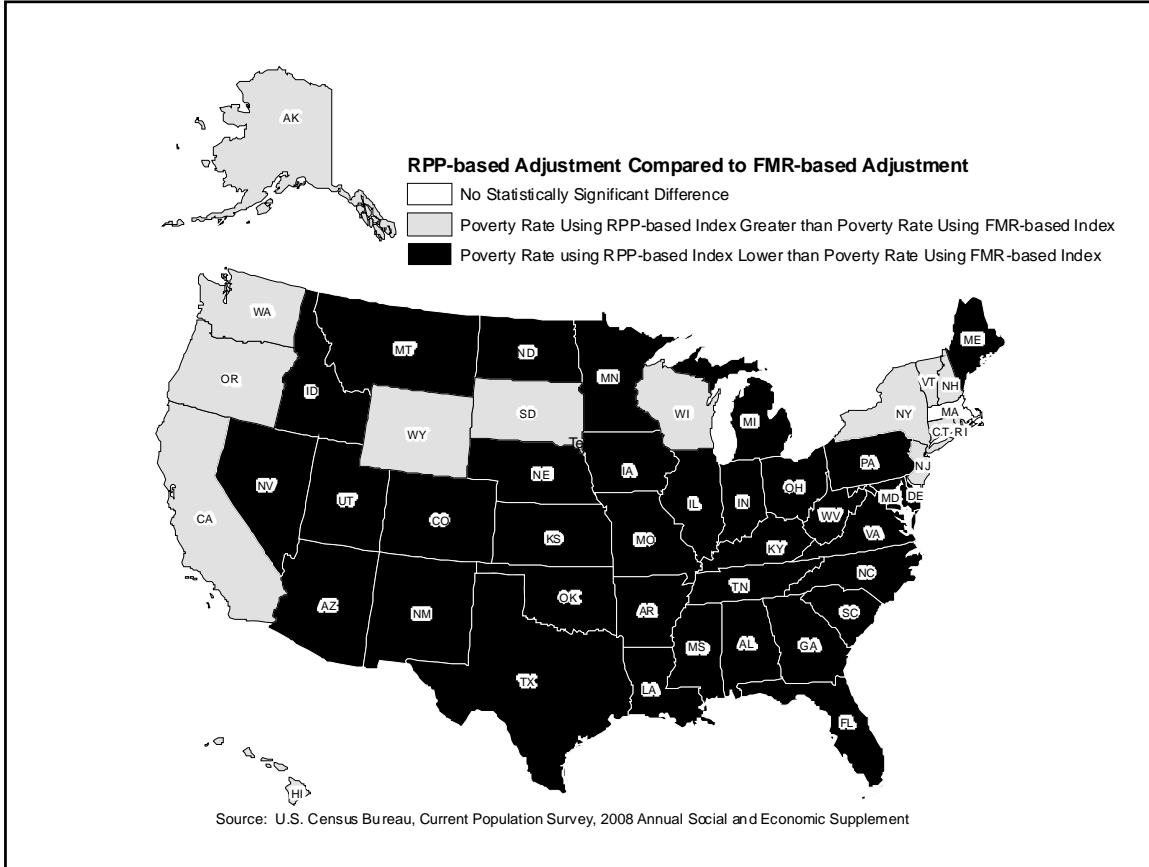 AK
RPP-based Adjustment Compared to FMR-based Adjustment
No Statistically Significant Difference
Poverty Rate Using RPP-based Index Greater than Poverty Rate Using FMR-based Index
Poverty Rate using RPP-based Index Lower than Poverty Rate Using FMR-based Index
WA
MT
ND
MN
ME
OR
ID
WY
SD
WI
MI
NY
VT
NH
MA
CT RI
Te
NV
UT
CO
NE
IA
IL
IN
OH
PA
NJ
CA
KS
MO
KY
WV
MD
DE
VA
AZ
NM
OK
AR
TN
NC
SC
TX
LA
MS
AL
GA
FL
HI
Source: U.S. Census Bureau, Current Population Survey, 2008 Annual Social and Economic Supplement